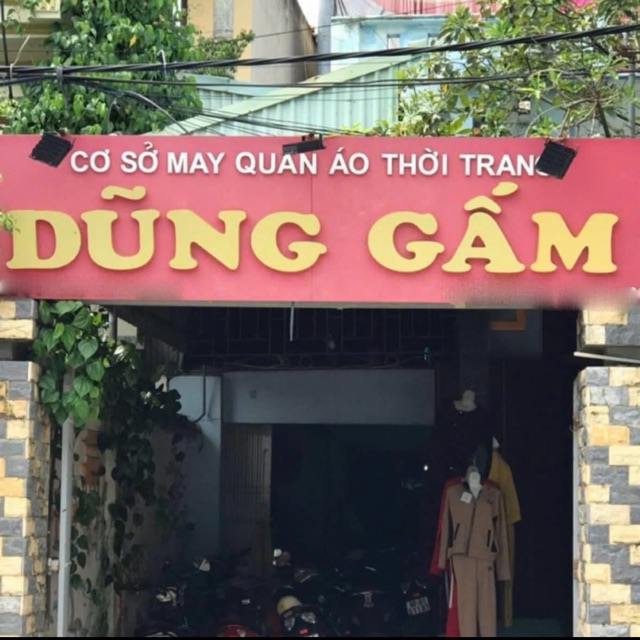 CƠ SỞ MAY QUẦN ÁO THỜI TRANG
DŨNG GẤM